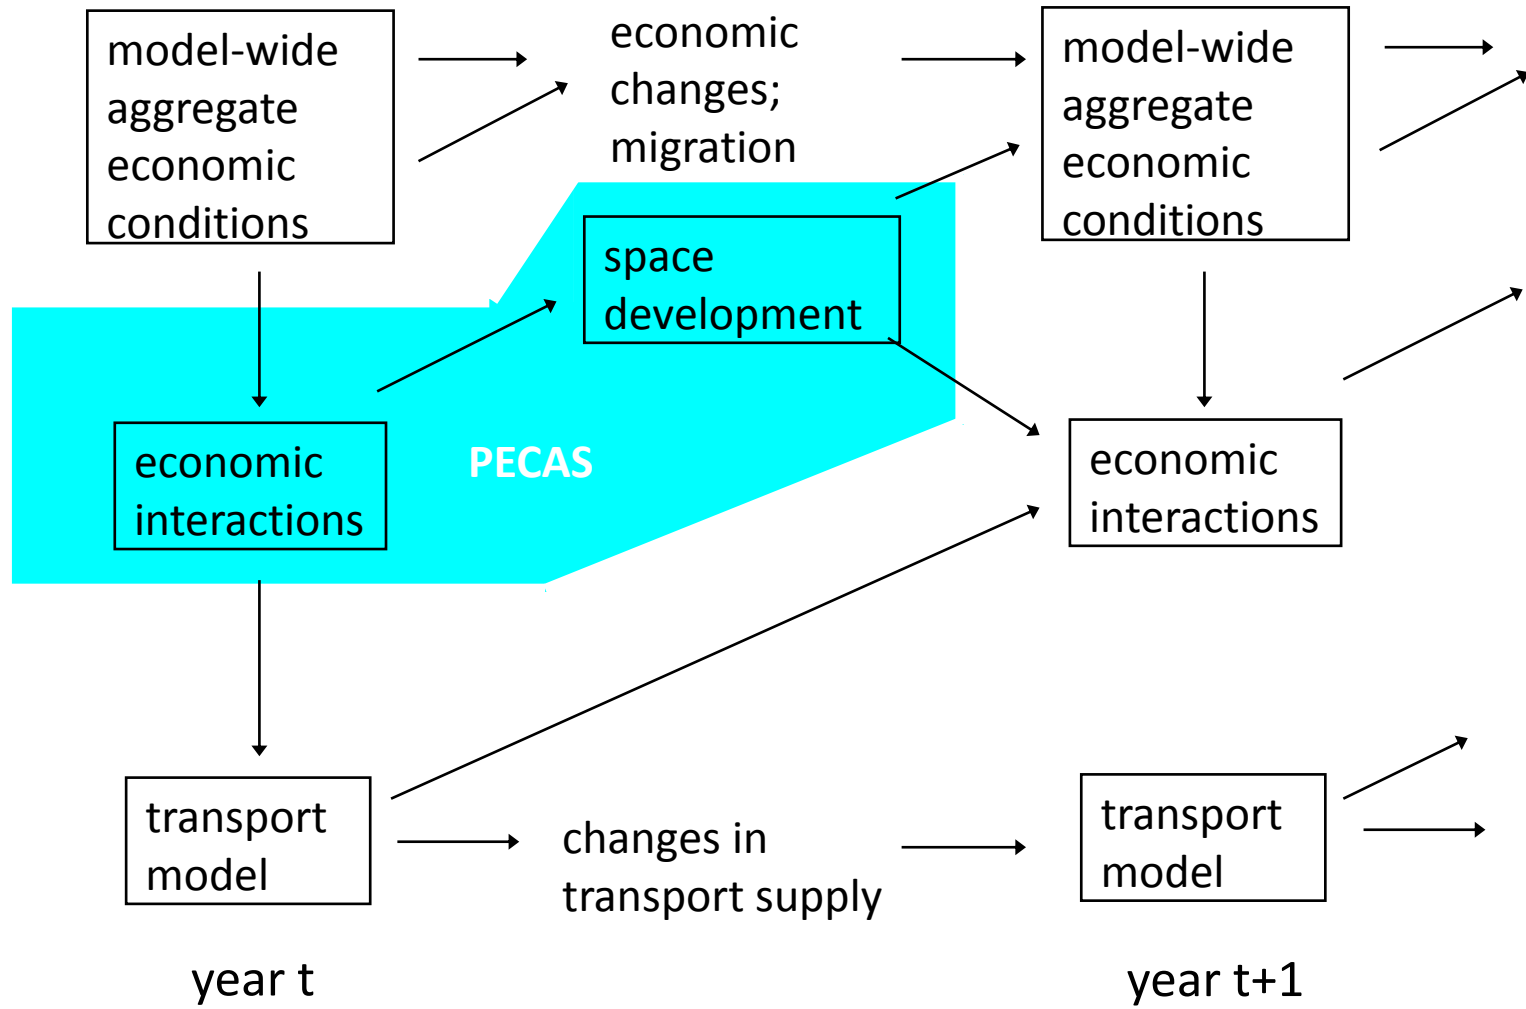 model-wide
aggregate
economic
conditions
economic
changes;
migration
model-wide
aggregate
economic
conditions
space
development
economic
interactions
PECAS
economic
interactions
transport
model
changes in
transport supply
transport
model
year t
year t+1